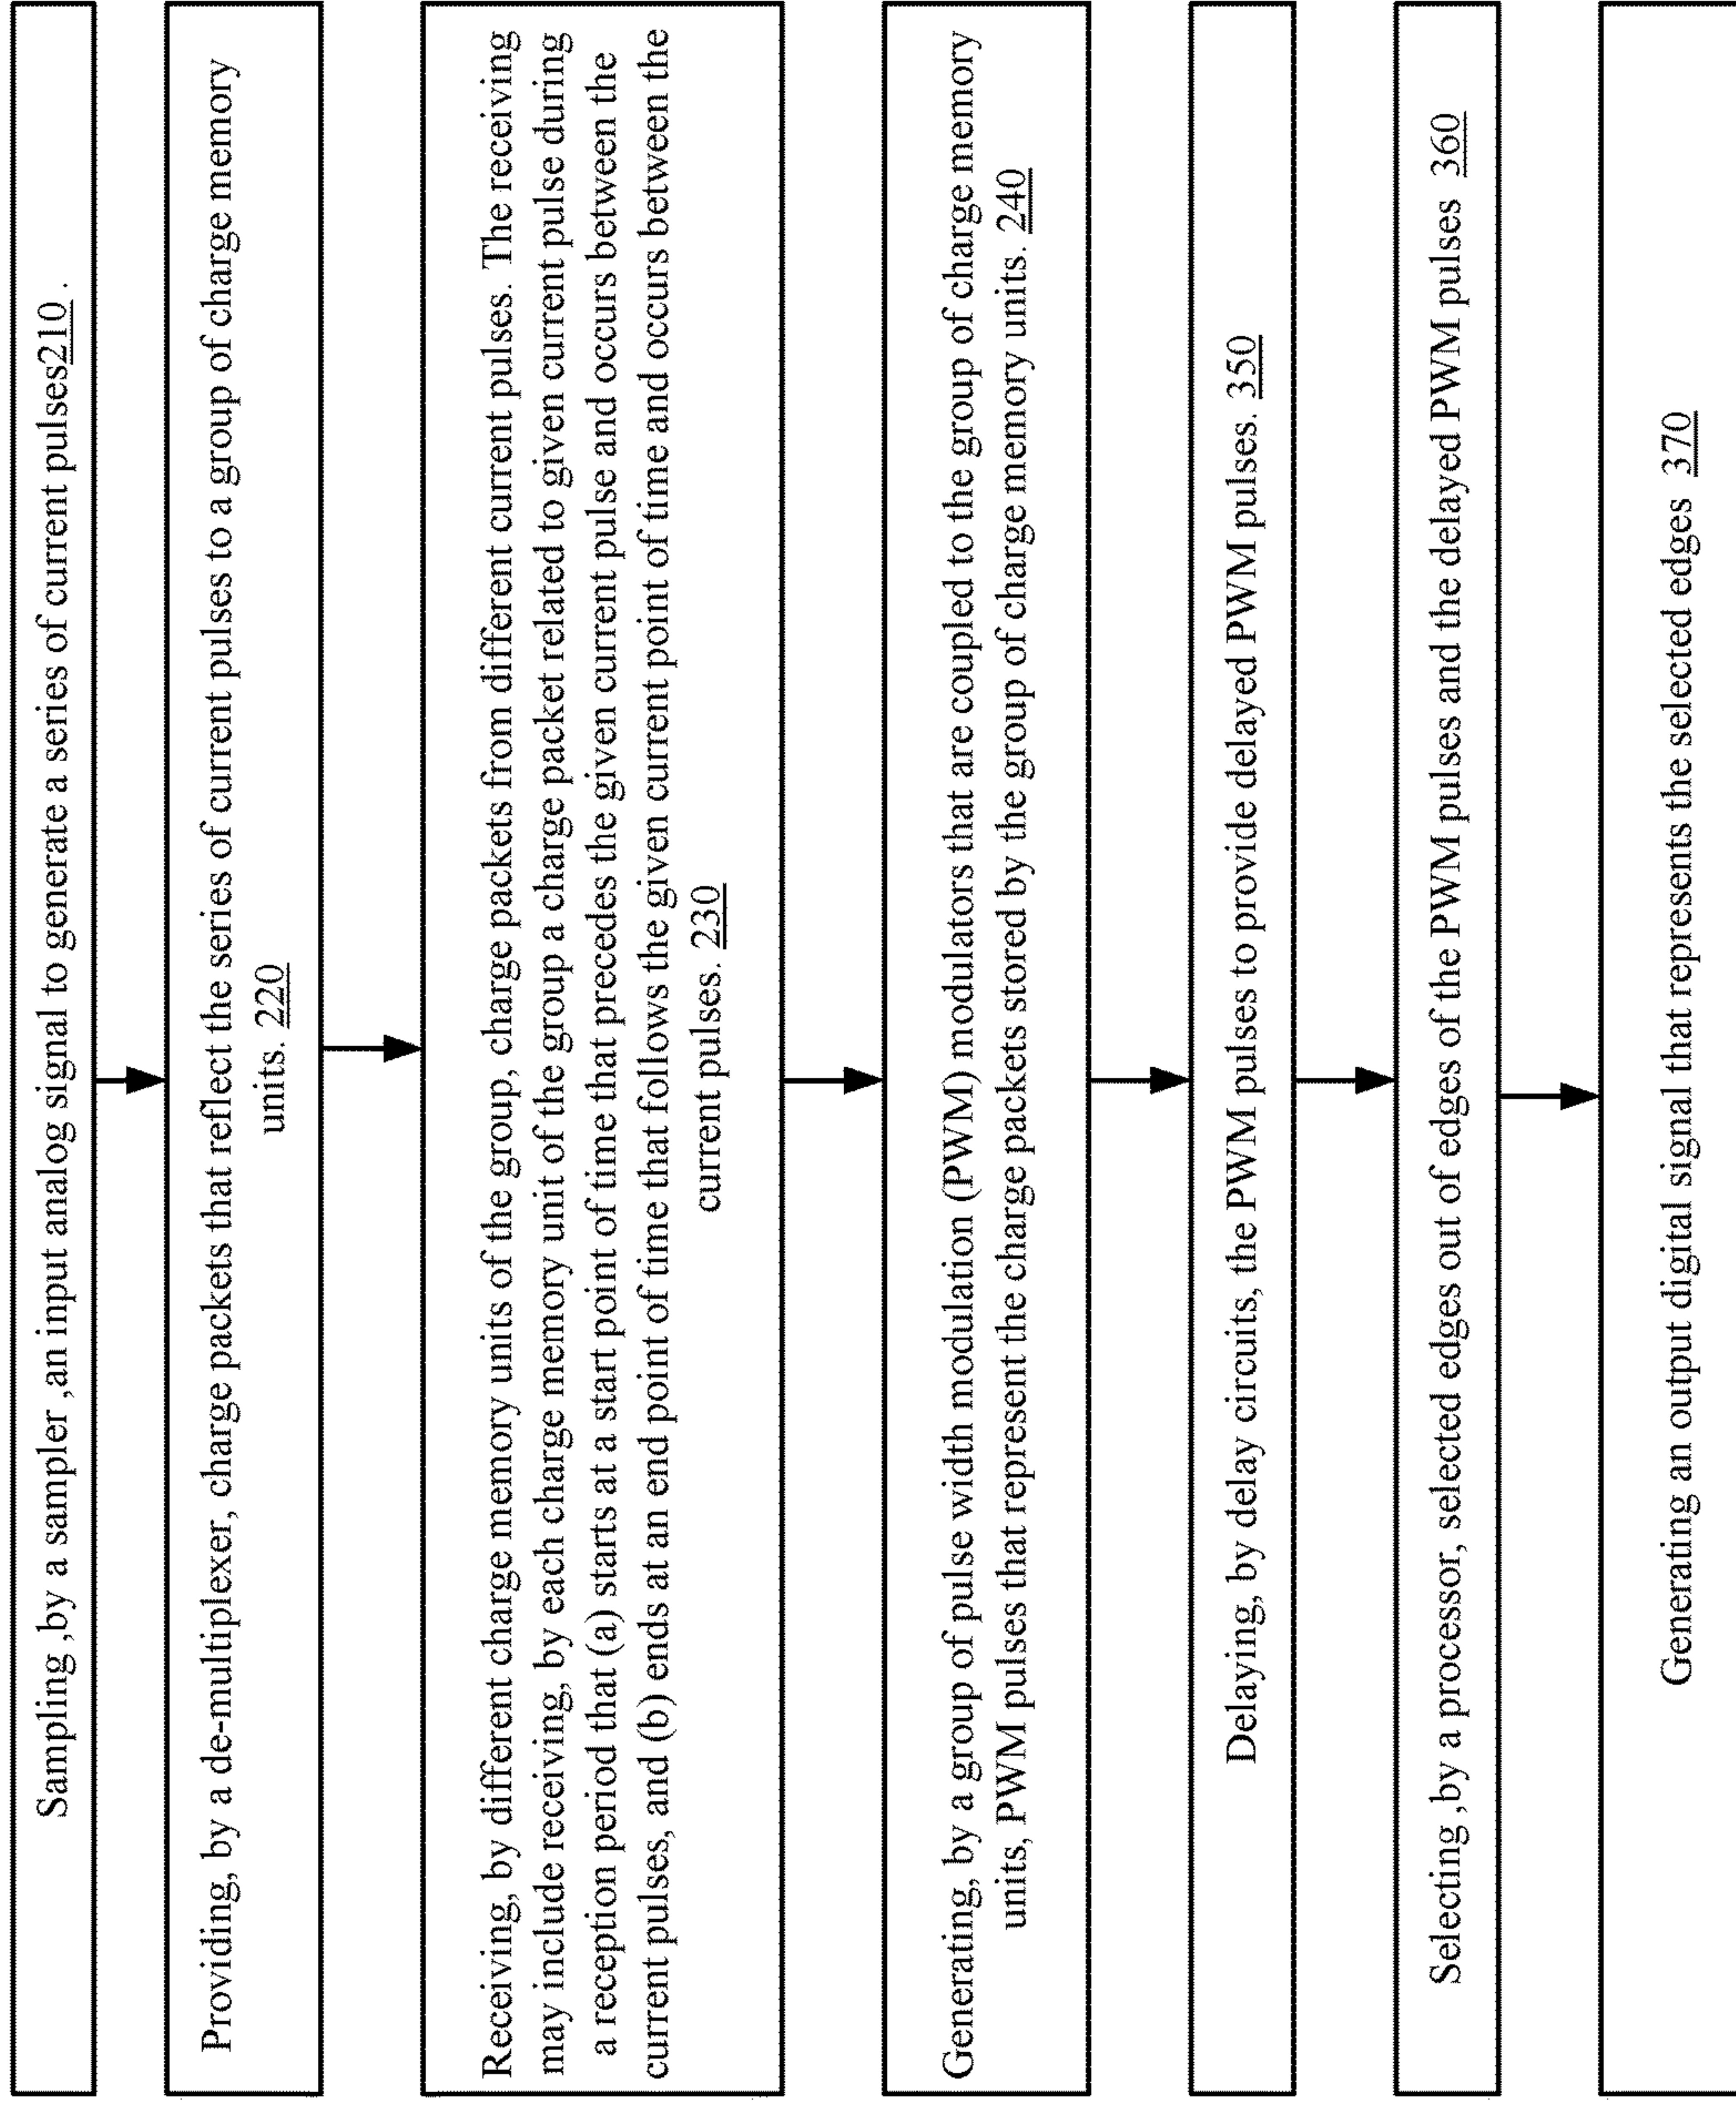 Sampling ,by a sampler ,an input analog signal to generate a series of current pulses210 .
Providing, by a de-multiplexer, charge packets that reflect the series of current pulses to a group of charge memory
units. 220
Receiving, by different charge memory units of the group, charge packets from different current pulses. The receiving
may include receiving, by each charge memory unit of the group a charge packet related to given current pulse during
a reception period that (a) starts at a start point of time that precedes the given current pulse and occurs between the
current pulses, and (b) ends at an end point of time that follows the given current point of time and occurs between the
current pulses. 230
Generating, by a group of pulse width modulation (PWM) modulators that are coupled to the group of charge memory
units, PWM pulses that represent the charge packets stored by the group of charge memory units. 240
Delaying, by delay circuits, the PWM pulses to provide delayed PWM pulses. 350
Selecting ,by a processor, selected edges out of edges of the PWM pulses and the delayed PWM pulses 360
Generating an output digital signal that represents the selected edges 370